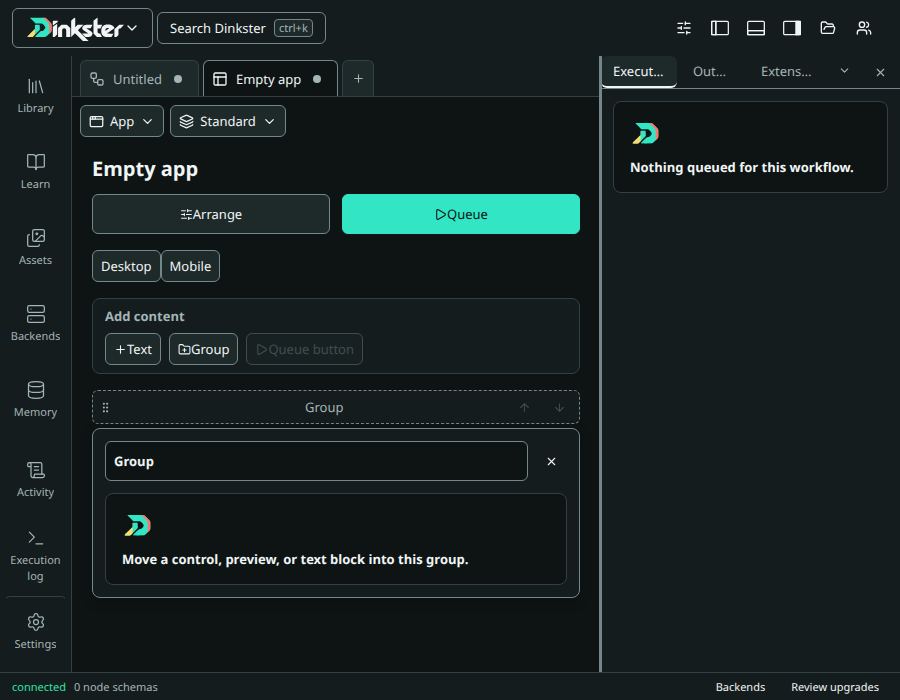 Dinkster
Search Dinkster ctrl+k
Library
Learn
Assets
Backends
Memory
Activity
Execution
log
Settings
Untitled
Empty app
App
Standard
Empty app
Arrange
Queue
Desktop
Mobile
Add content
Text
Group
Queue button
Group
Group
Move a control, preview, or text block into this group.
Execut...
Out...
Extens...
Nothing queued for this workflow.
connected
0 node schemas
Backends
Review upgrades